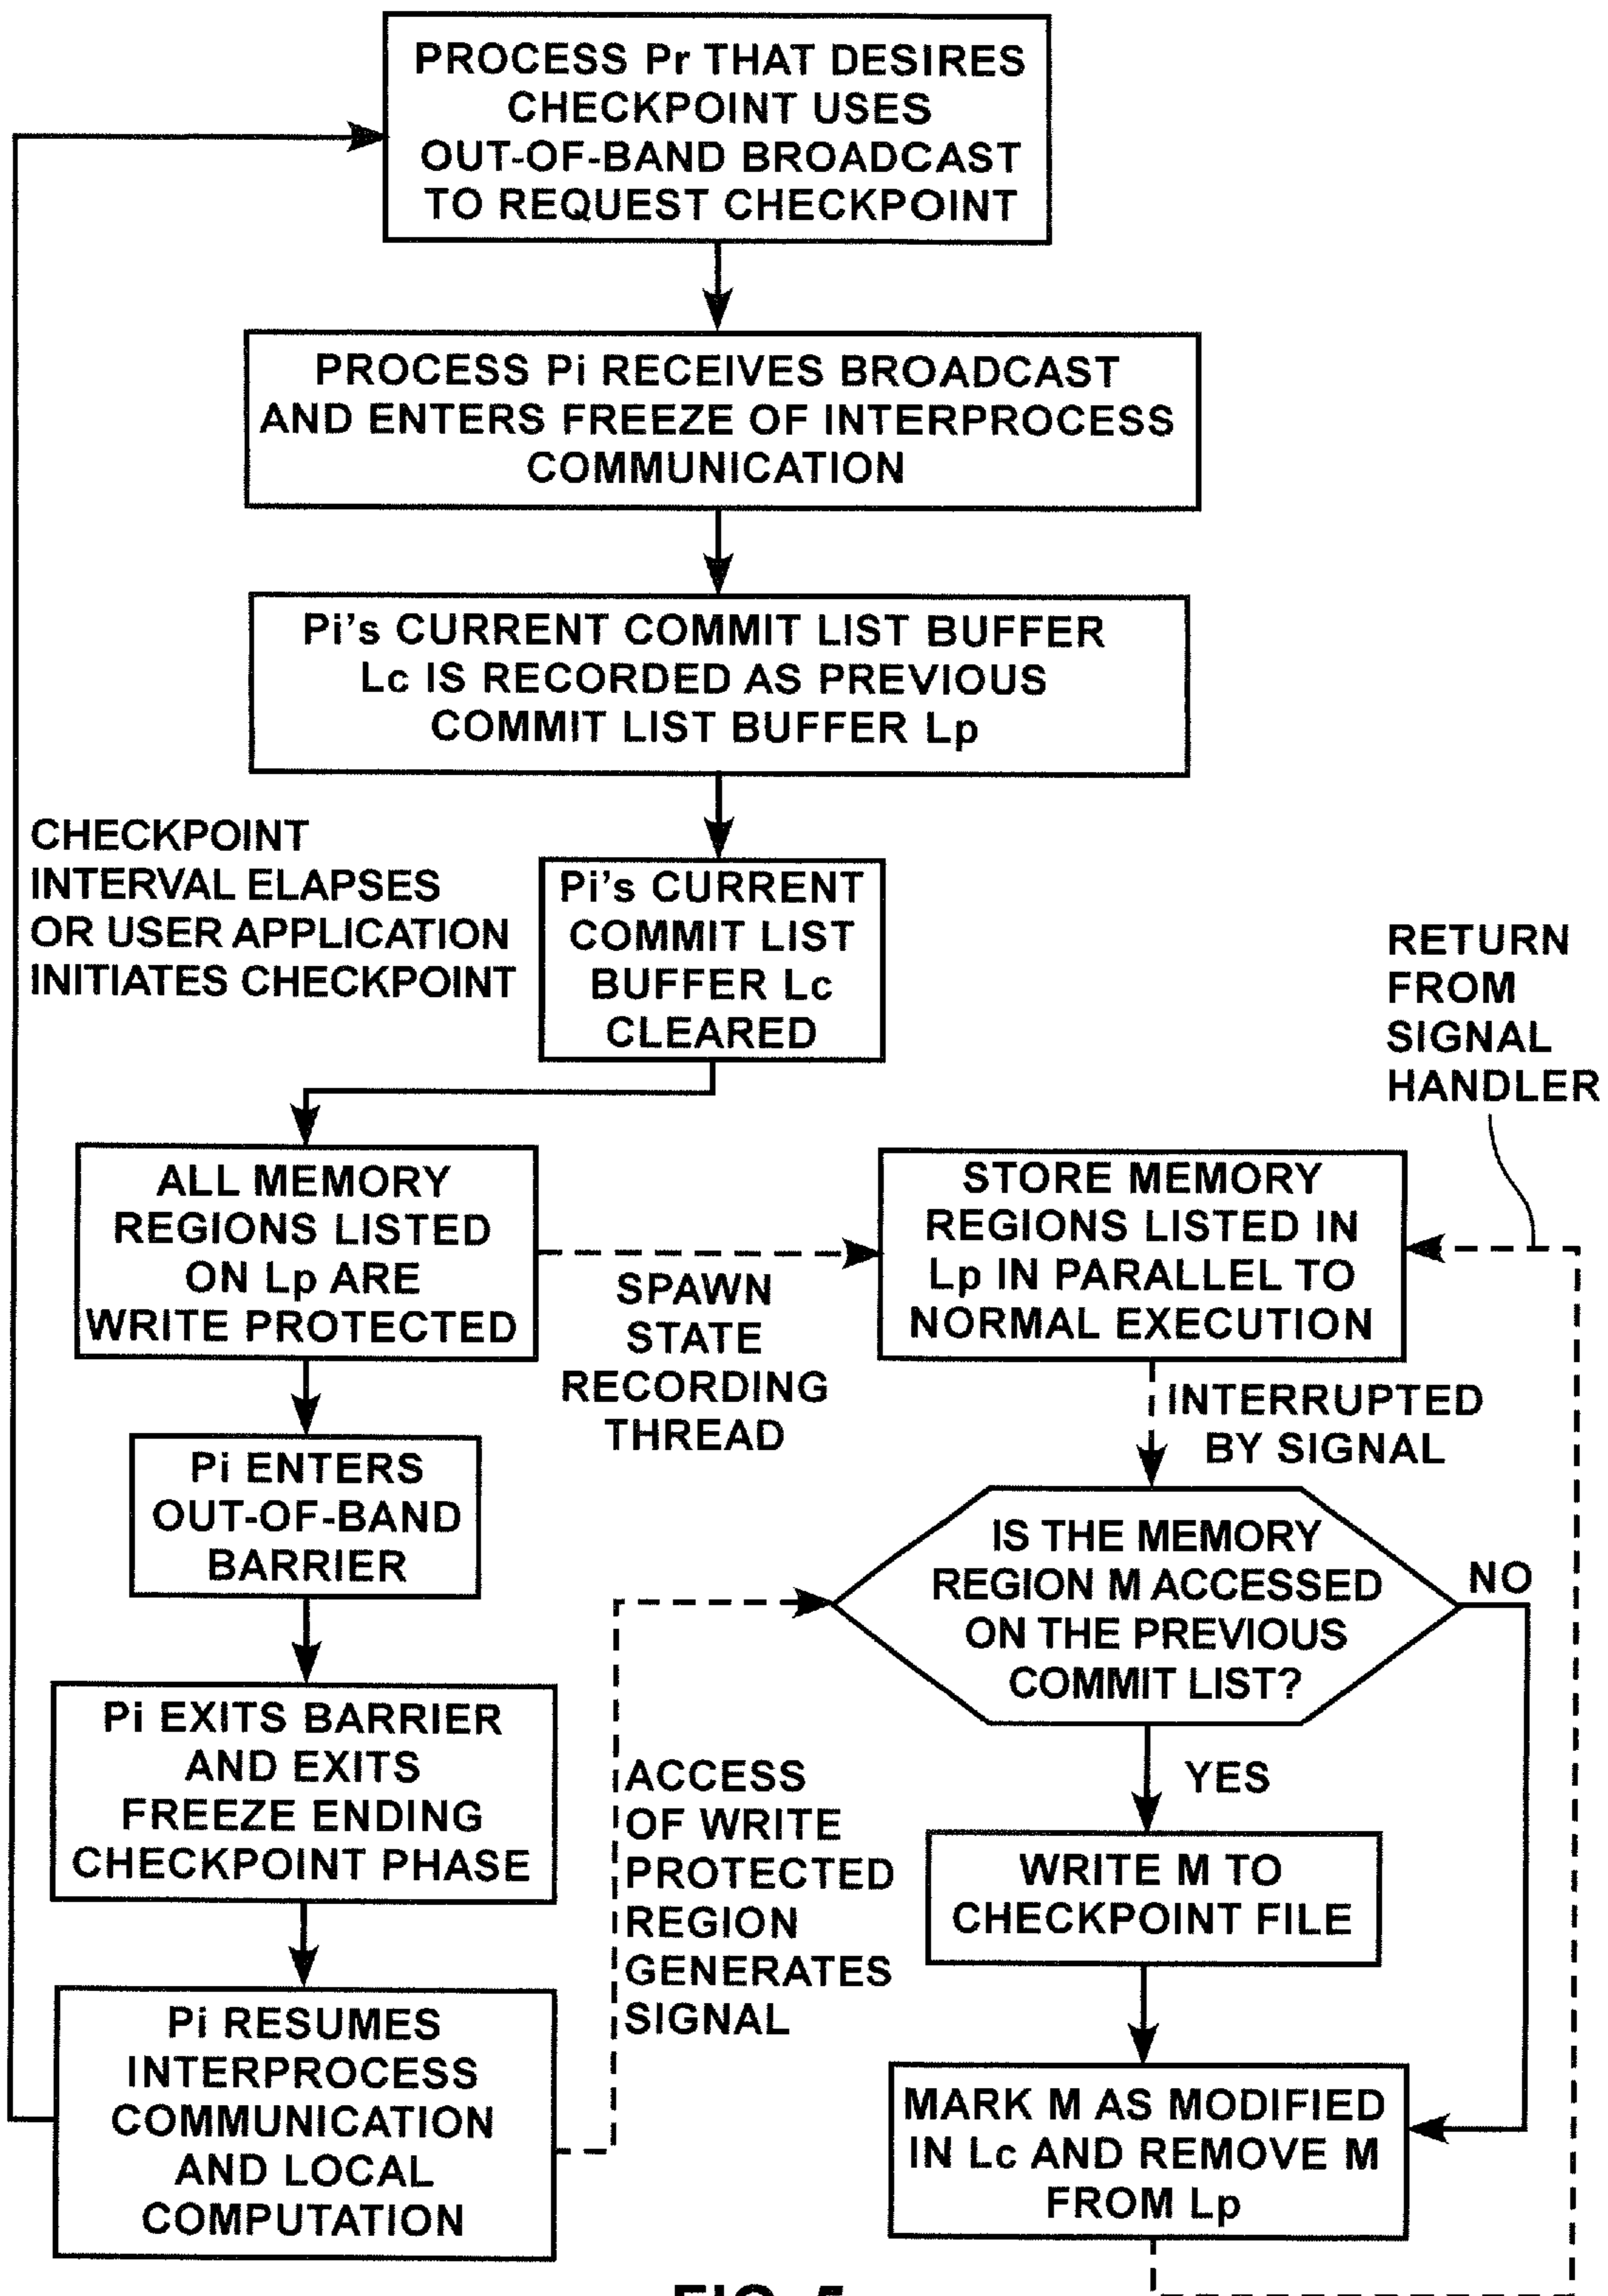 PROCESS Pr THAT DESIRES
CHECKPOINT USES
OUT-OF-BAND BROADCAST
TO REQUEST CHECKPOINT
PROCESS Pi RECEIVES BROADCAST
AND ENTERS FREEZE OF INTERPROCESS
COMMUNICATION
Pi's CURRENT COMMIT LIST BUFFER
Lc IS RECORDED AS PREVIOUS
COMMIT LIST BUFFER Lp
CHECKPOINT
INTERVAL ELAPSES
OR USER APPLICATION
INITIATES CHECKPOINT
Pi's CURRENT
COMMIT LIST
BUFFER Lc
CLEARED
RETURN
FROM
SIGNAL
HANDLER
ALL MEMORY
REGIONS LISTED
ON Lp ARE
WRITE PROTECTED
SPAWN
STATE
RECORDING
THREAD
STORE MEMORY
REGIONS LISTED IN
Lp IN PARALLEL TO
NORMAL EXECUTION
INTERRUPTED
BY SIGNAL
Pi ENTERS
OUT-OF-BAND
BARRIER
IS THE MEMORY
REGION M ACCESSED
ON THE PREVIOUS
COMMIT LIST?
NO
YES
Pi EXITS BARRIER
AND EXITS
FREEZE ENDING
CHECKPOINT PHASE
ACCESS
OF WRITE
PROTECTED
REGION
GENERATES
SIGNAL
WRITE M TO
CHECKPOINT FILE
Pi RESUMES
INTERPROCESS
COMMUNICATION
AND LOCAL
COMPUTATION
MARK M AS MODIFIED
IN Lc AND REMOVE M
FROM Lp